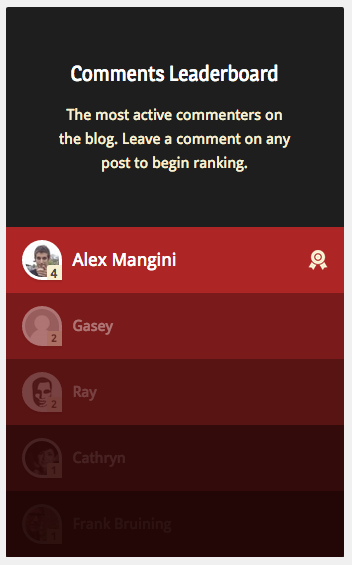 Comments Leaderboard
The most active commenters on
the blog. Leave a comment on any
post to begin ranking.
4 Alex Mangini
2 Gasey
2 Ray
1 Cathryn
1 Frank Bruining